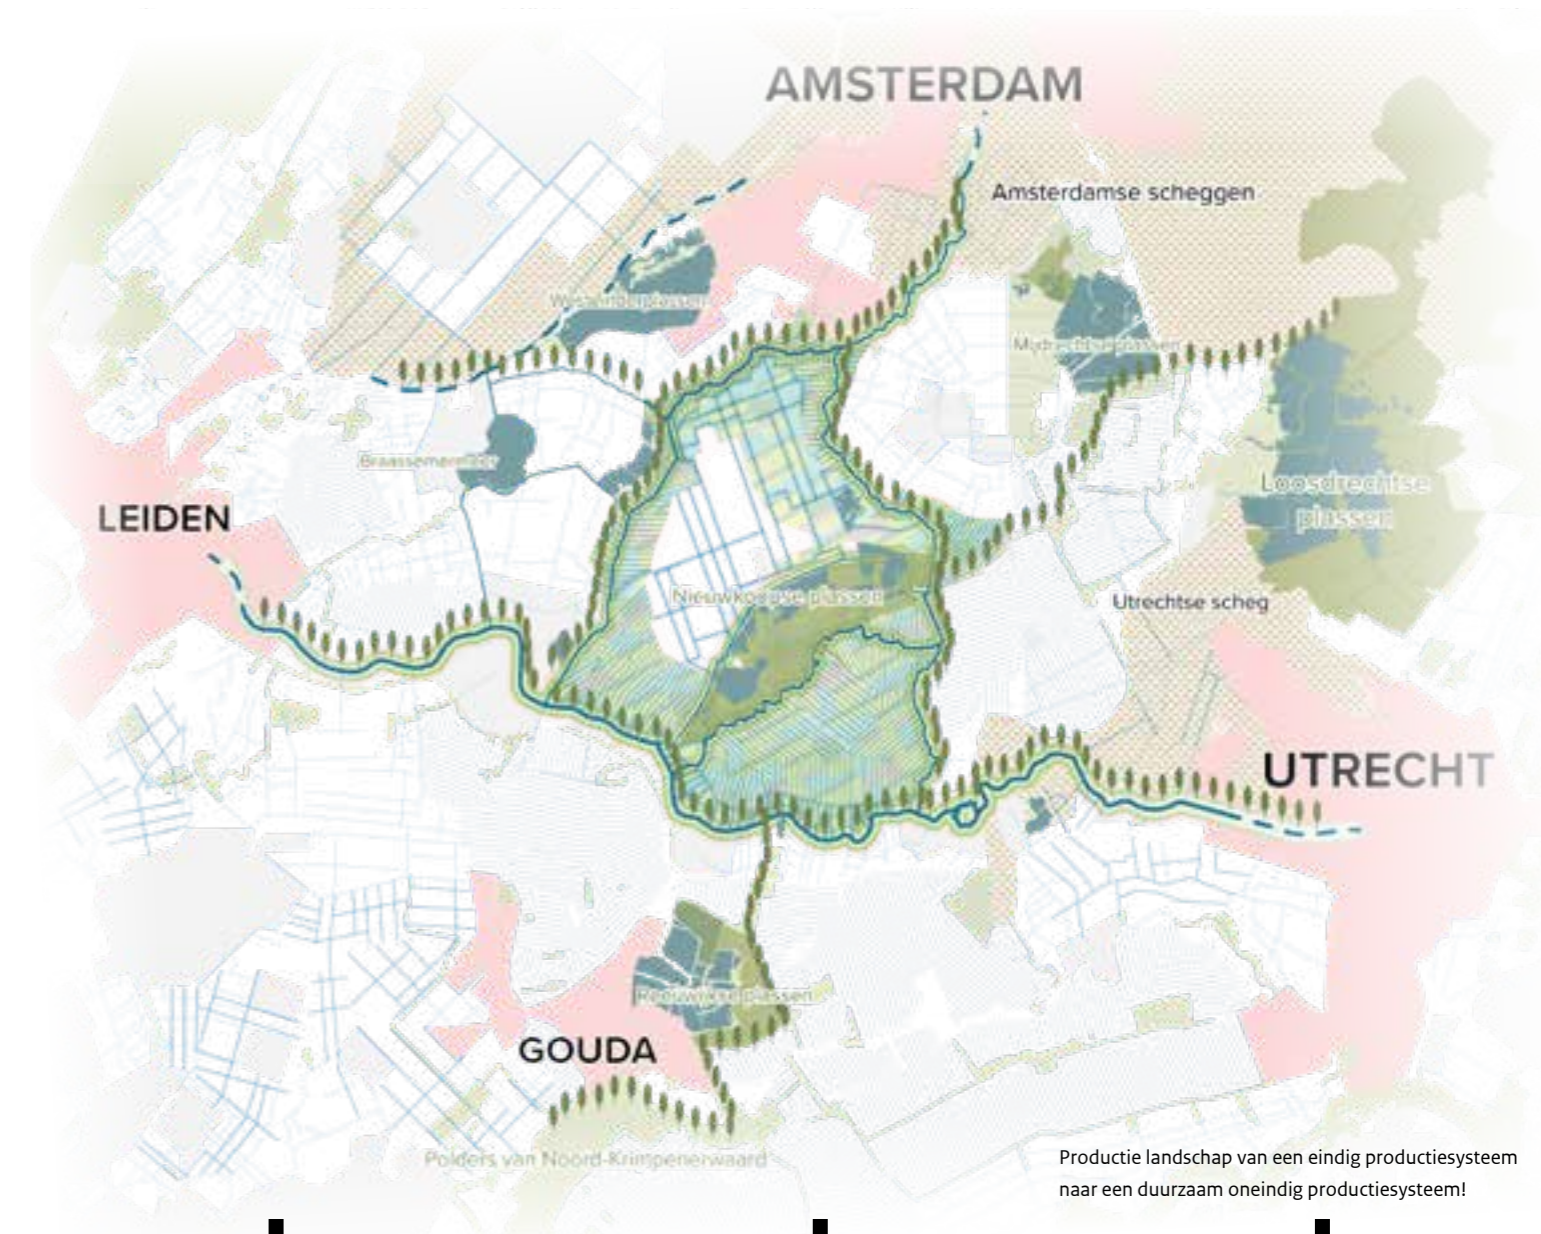 AMSTERDAM
Amsterdamse scheggen
Westeinderplassen
Mijdrechtse plassen
Braassemermeer
Loosdrechtse
plassen
LEIDEN
Nieuwkoopse plassen
Utrechtse scheg
UTRECHT
Reeuwijkse plassen
GOUDA
Polders van Noord-Krimpenerwaard
Productie landschap van een eindig productiesysteem
naar een duurzaam oneindig productiesysteem!